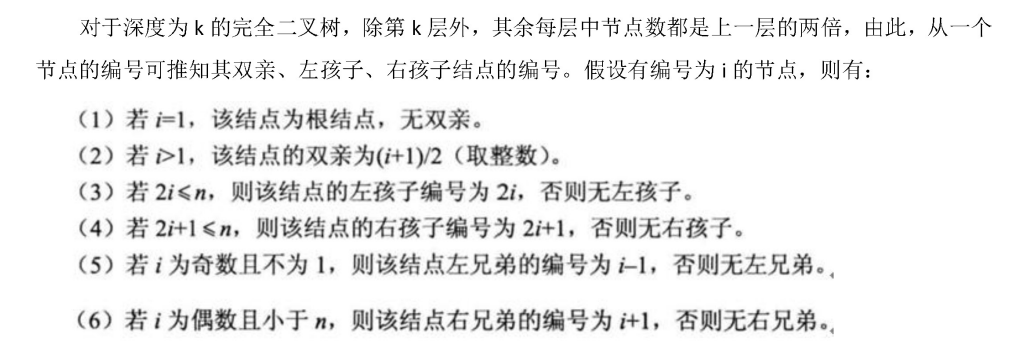 对于深度为 k 的完全二叉树，除第 k 层外，其余每层中节点数都是上一层的两倍，由此，从一个
节点的编号可推知其双亲、左孩子、右孩子结点的编号。假设有编号为 i 的节点，则有：
（1）若 i=1，该结点为根结点，无双亲。
（2）若 i>1，该结点的双亲为(i+1)/2（取整数）。
（3）若 2i≤n，则该结点的左孩子编号为 2i，否则无左孩子。
（4）若 2i+1≤n，则该结点的右孩子编号为 2i+1，否则无右孩子。
（5）若 i 为奇数且不为 1，则该结点左兄弟的编号为 i–1，否则无左兄弟。
（6）若 i 为偶数且小于 n，则该结点右兄弟的编号为 i+1，否则无右兄弟。